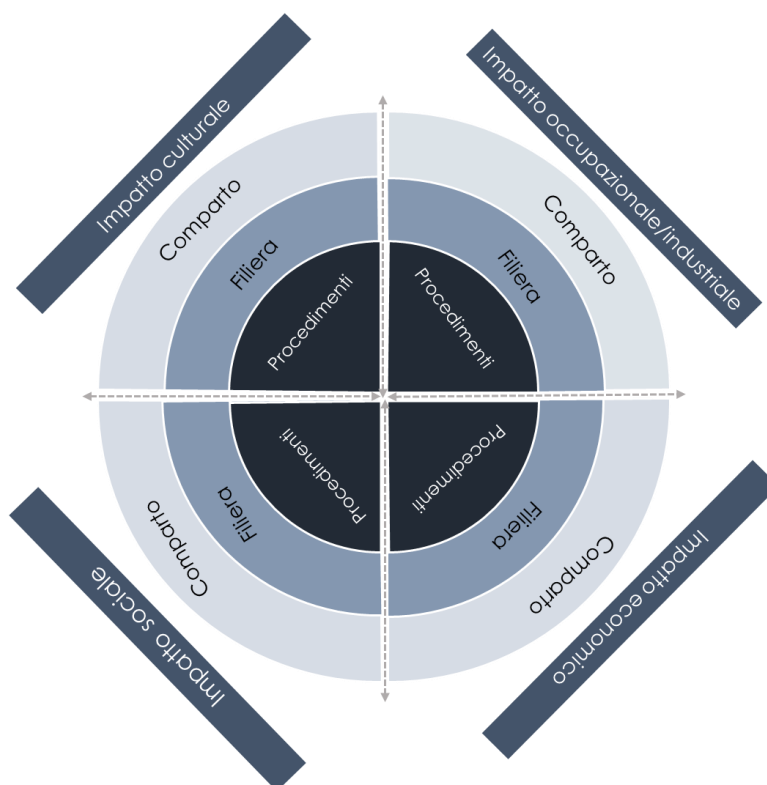 Impatto culturale
Impatto occupazionale/industriale
Comparto
Comparto
Filiera
Filiera
Procedimenti
Procedimenti
Procedimenti
Procedimenti
Filiera
Filiera
Comparto
Comparto
Impatto sociale
Impatto economico